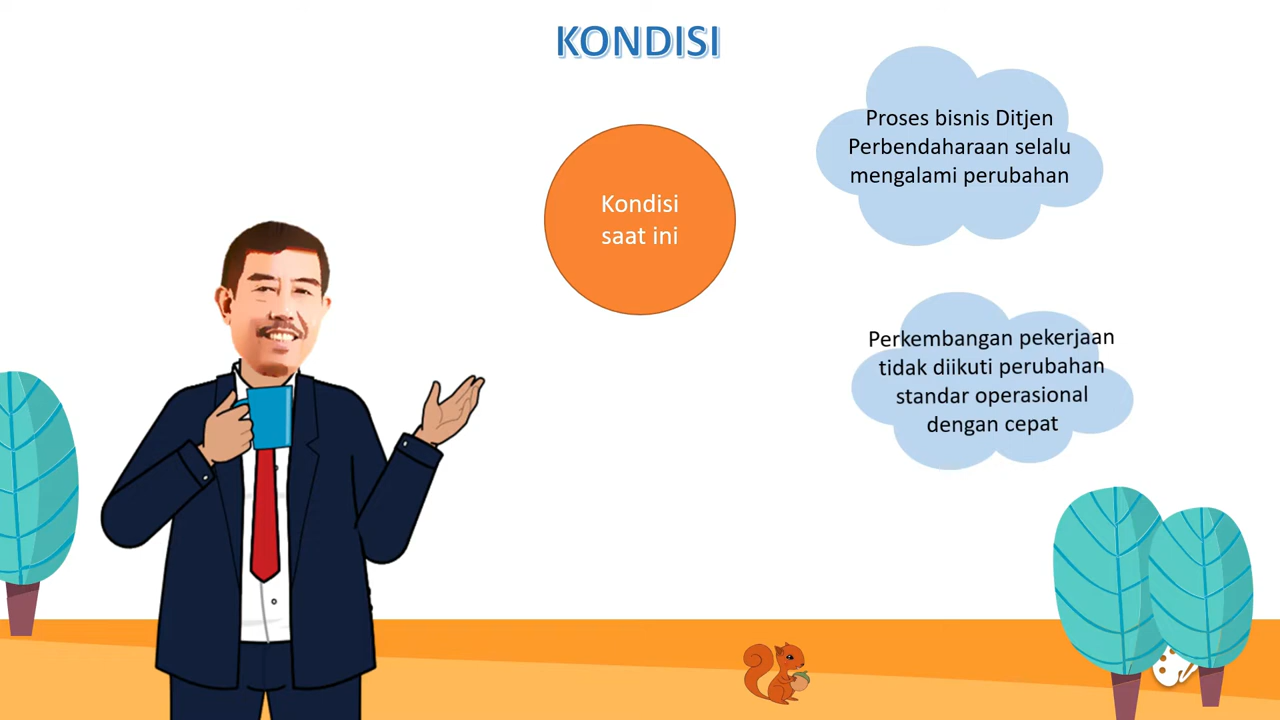 KONDISI
Kondisi
saat ini
Proses bisnis Ditjen
Perbendaharaan selalu
mengalami perubahan
Perkembangan pekerjaan
tidak diikuti perubahan
standar operasional
dengan cepat